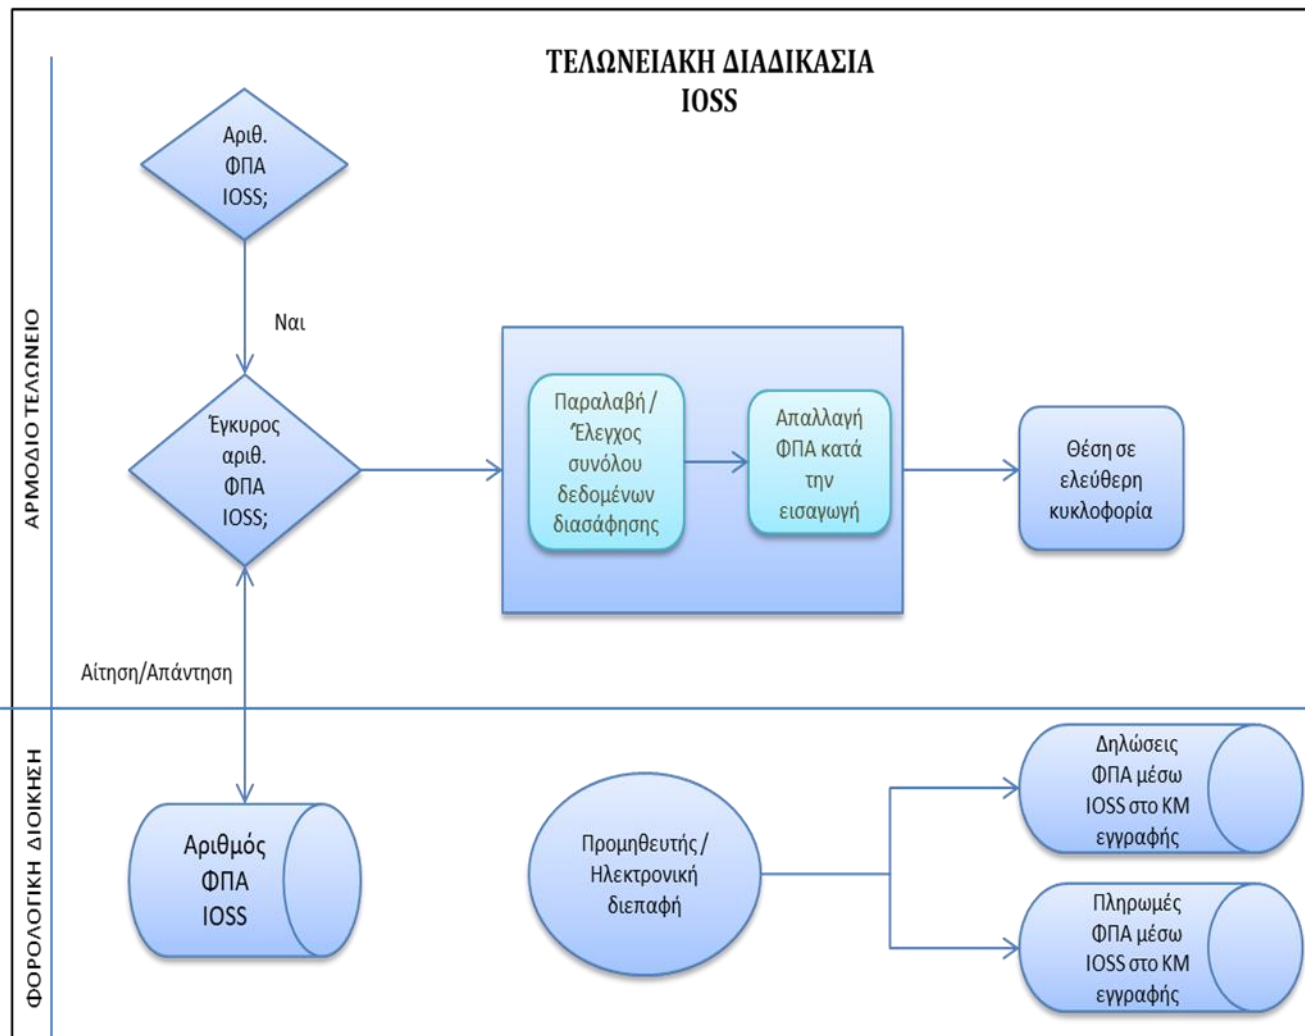 ΤΕΛΩΝΕΙΑΚΗ ΔΙΑΔΙΚΑΣΙΑ
IOSS
ΑΡΜΟΔΙΟ ΤΕΛΩΝΕΙΟ
Αριθ.
ΦΠΑ
IOSS;
Ναι
Έγκυρος
αριθ.
ΦΠΑ
IOSS;
Παραλαβή /
Έλεγχος
συνόλου
δεδομένων
διασάφησης
Απαλλαγή
ΦΠΑ κατά
την
εισαγωγή
Θέση σε
ελεύθερη
κυκλοφορία
Αίτηση/Απάντηση
ΦΟΡΟΛΟΓΙΚΗ ΔΙΟΙΚΗΣΗ
Αριθμός
ΦΠΑ
IOSS
Προμηθευτής /
Ηλεκτρονική
διεπαφή
Δηλώσεις
ΦΠΑ μέσω
IOSS στο ΚΜ
εγγραφής
Πληρωμές
ΦΠΑ μέσω
IOSS στο ΚΜ
εγγραφής